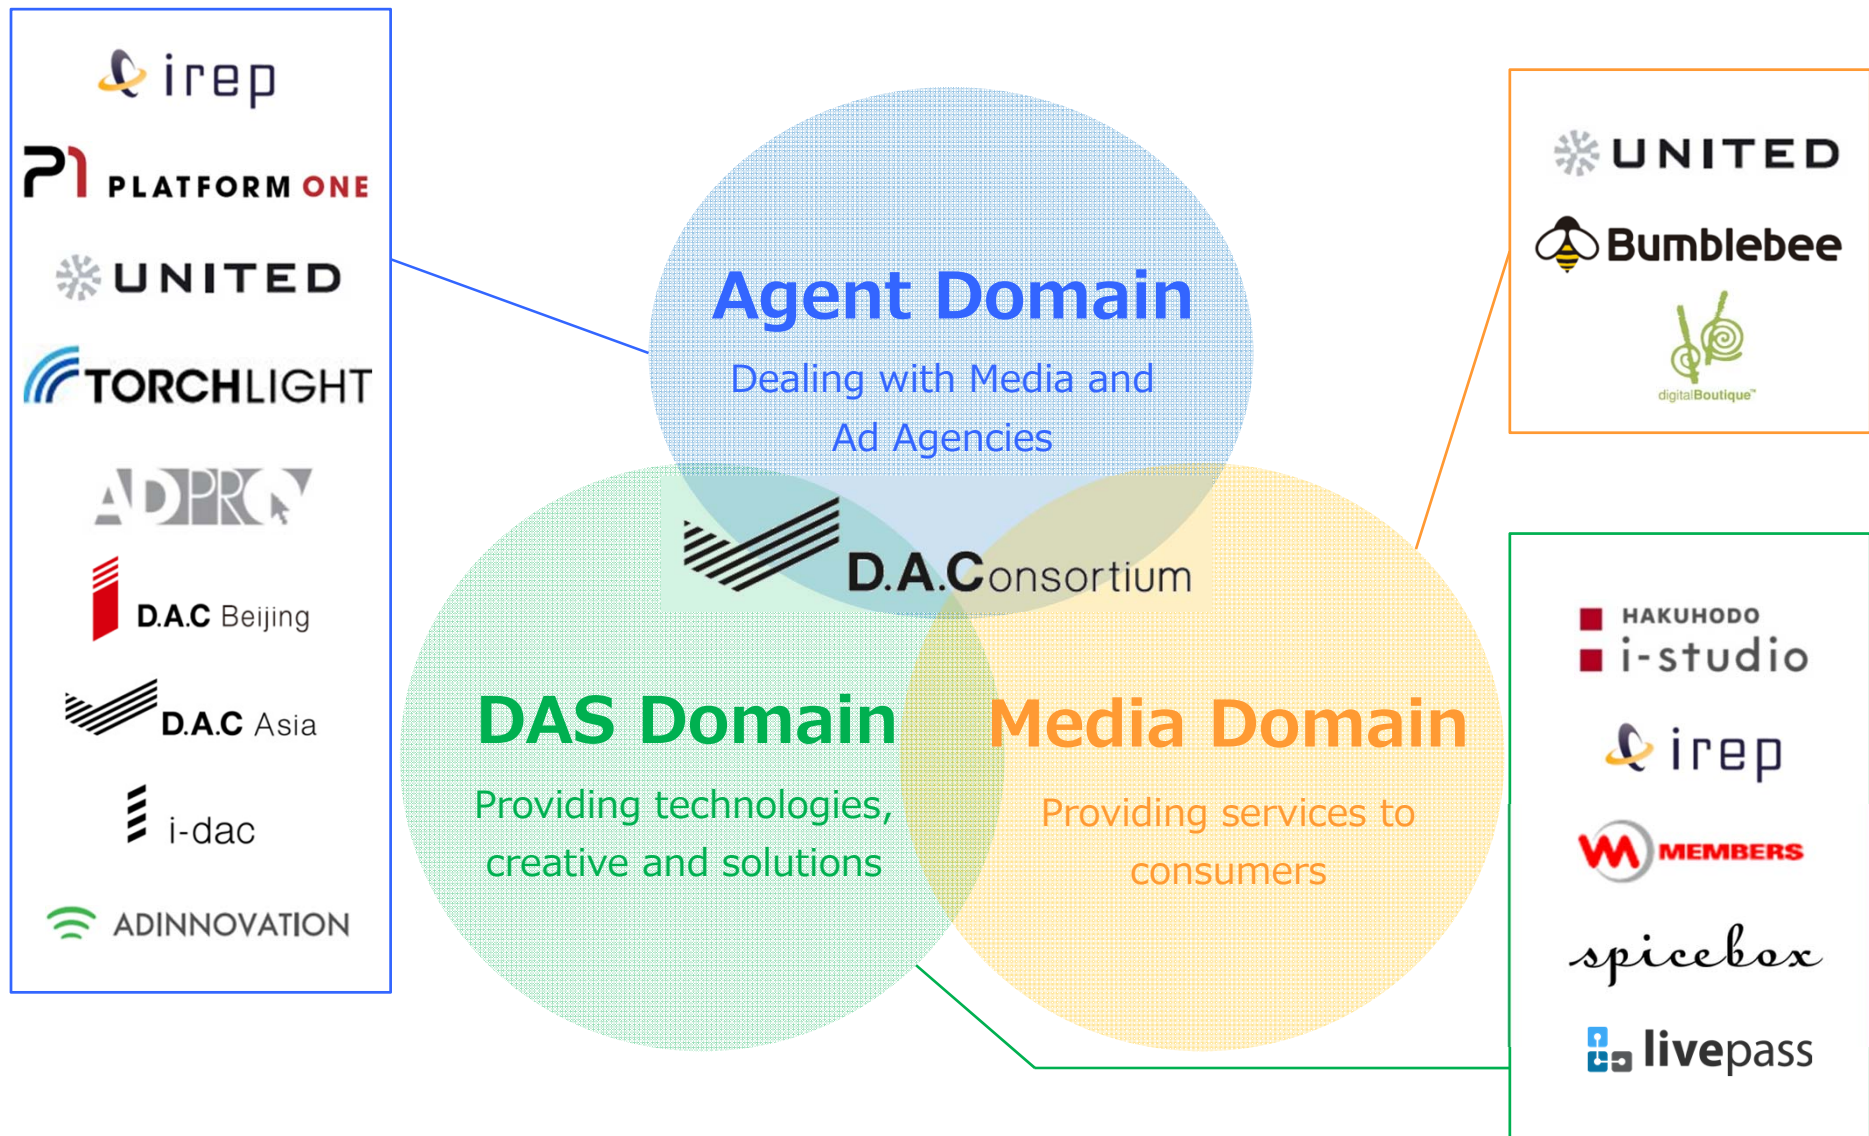 irep
P1 PLATFORM ONE
UNITED
TORCHLIGHT
ADPRO
D.A.C Beijing
D.A.C Asia
i-dac
ADINNOVATION
Agent Domain
Dealing with Media and
Ad Agencies
D.A.Consortium
DAS Domain
Providing technologies,
creative and solutions
Media Domain
Providing services to
consumers
UNITED
Bumblebee
digitalBoutique™
HAKUHODO
i-studio
irep
MEMBERS
spicebox
livepass